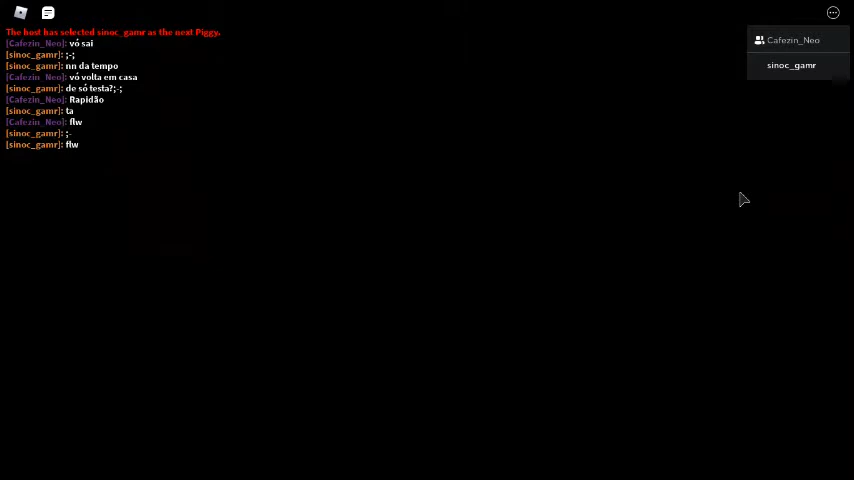 The host has selected sinoc_gamr as the next Piggy.
[Cafezin_Neo]: vó sai
[sinoc_gamr]: ;-;
[sinoc_gamr]: nn da tempo
[Cafezin_Neo]: vó volta em casa
[sinoc_gamr]: de só testa?;-;
[Cafezin_Neo]: Rapidão
[sinoc_gamr]: ta
[Cafezin_Neo]: flw
[sinoc_gamr]: ;-
[sinoc_gamr]: flw
Cafezin_Neo
sinoc_gamr